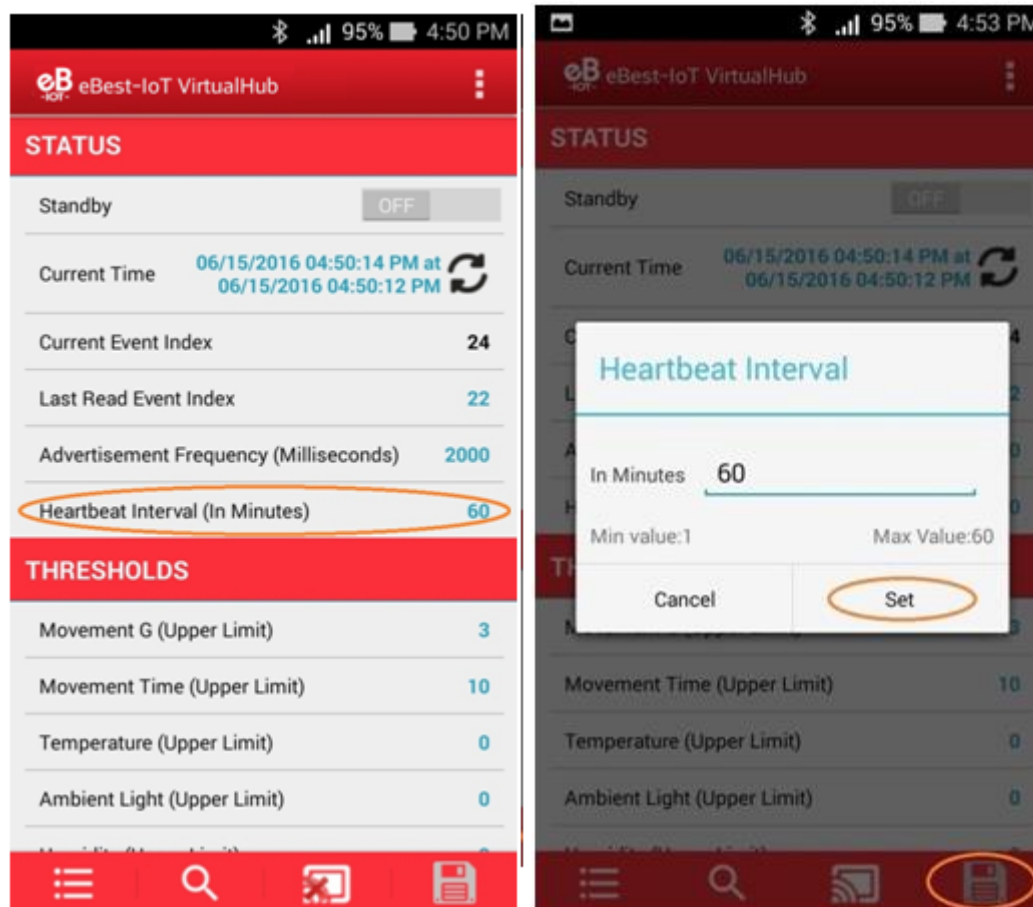 95% 4:50 PM
eB
-IOT-
eBest-IoT VirtualHub
STATUS
Standby OFF
Current Time 06/15/2016 04:50:14 PM at
06/15/2016 04:50:12 PM
Current Event Index 24
Last Read Event Index 22
Advertisement Frequency (Milliseconds) 2000
Heartbeat Interval (In Minutes) 60
THRESHOLDS
Movement G (Upper Limit) 3
Movement Time (Upper Limit) 10
Temperature (Upper Limit) 0
Ambient Light (Upper Limit) 0
95% 4:53 PM
eB
-IOT-
eBest-IoT VirtualHub
STATUS
Standby OFF
Current Time 06/15/2016 04:50:14 PM at
06/15/2016 04:50:12 PM
Heartbeat Interval
In Minutes 60
Min value:1 Max Value:60
Cancel Set
Movement Time (Upper Limit) 10
Temperature (Upper Limit) 0
Ambient Light (Upper Limit) 0